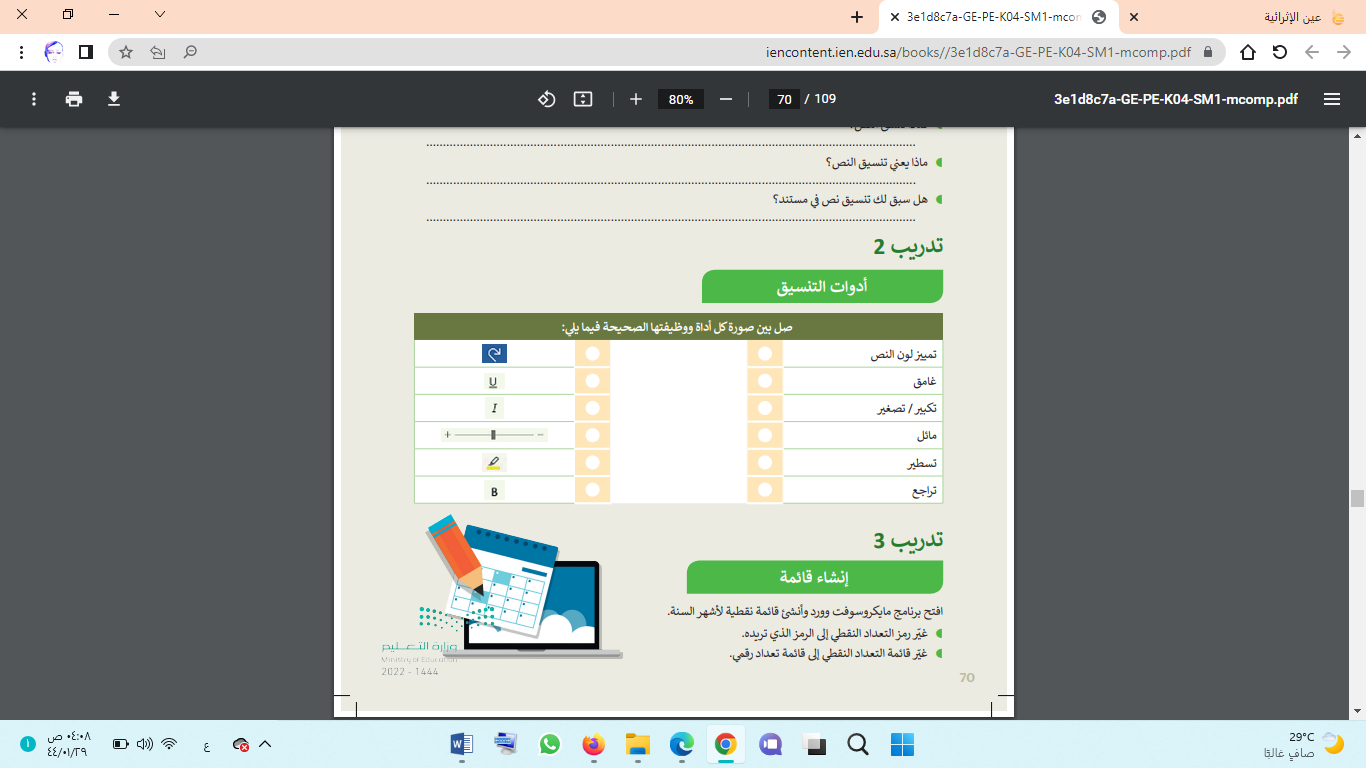 عين الإثرائية
3e1d8c7a-GE-PE-K04-SM1-mcom
iencontent.ien.edu.sa/books//3e1d8c7a-GE-PE-K04-SM1-mcomp.pdf
3e1d8c7a-GE-PE-K04-SM1-mcomp.pdf
70 / 109
80%
ماذا يعني تنسيق النص؟
هل سبق لك تنسيق نص في مستند؟
تدريب 2
أدوات التنسيق
صل بين صورة كل أداة ووظيفتها الصحيحة فيما يلي:
تمييز لون النص
غامق U
تكبير / تصغير I
مائل + −
تسطير
تراجع B
تدريب 3
إنشاء قائمة
افتح برنامج مايكروسوفت وورد وأنشئ قائمة نقطية لأشهر السنة.
غيّر رمز التعداد النقطي إلى الرمز الذي تريده.
غيّر قائمة التعداد النقطي إلى قائمة تعداد رقمي.
وزارة التعـــليم
Ministry of Education
2022 - 1444
70
29°C
صافٍ غالبًا
ع
٠٤:٠٨ ص
٤٤/٠١/٢٩
١